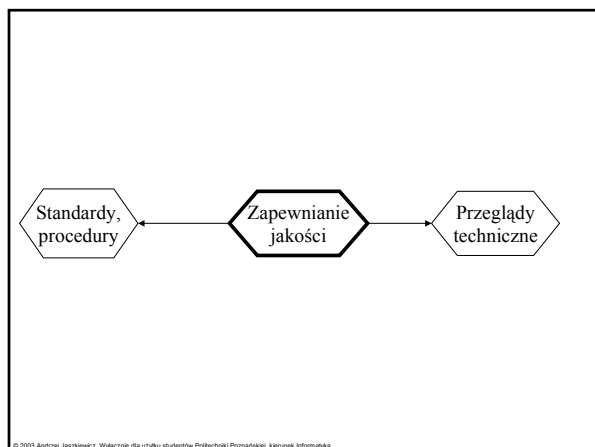 Standardy,
procedury
Zapewnianie
jakości
Przeglądy
techniczne
© 2003 Andrzej Jaszkiewicz. Wyłącznie dla użytku studentów Politechniki Poznańskiej, kierunek Informatyka